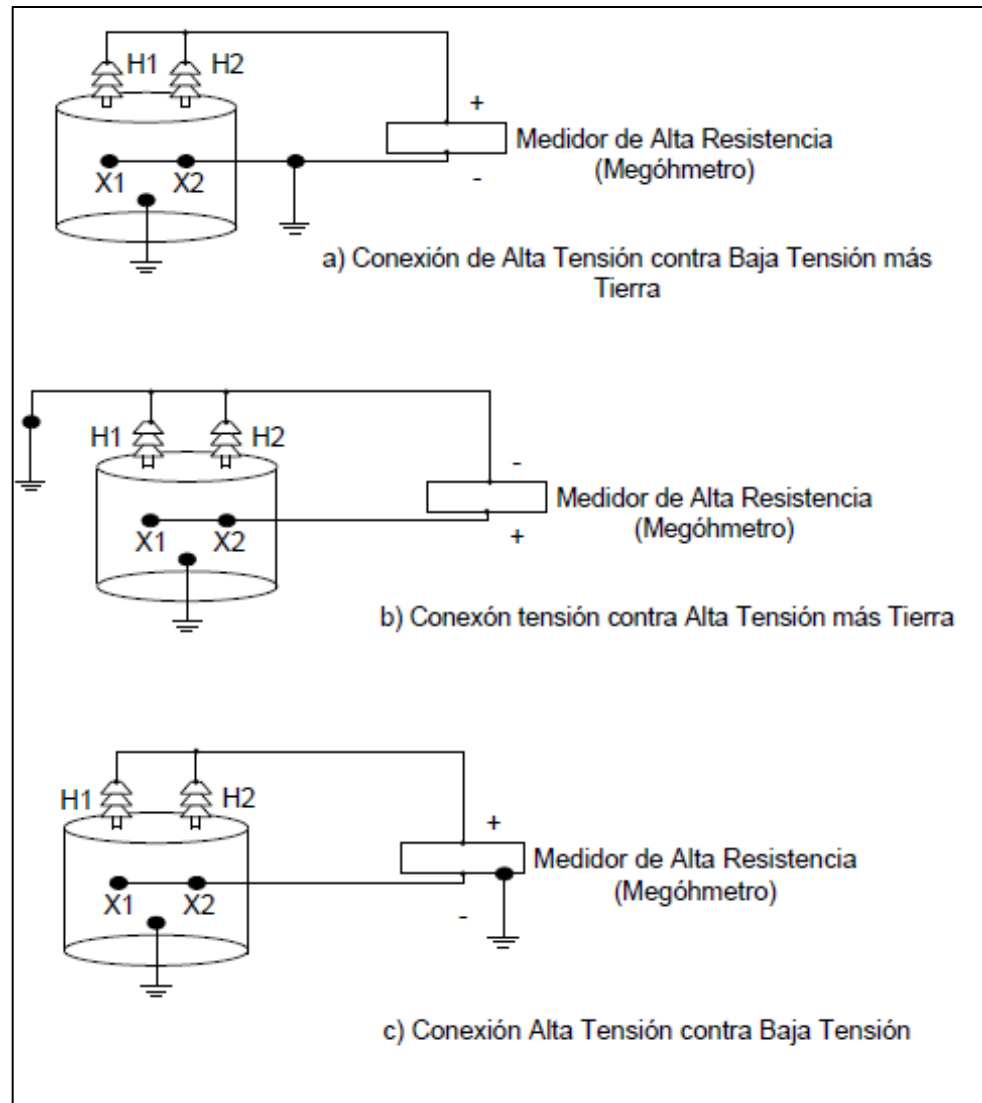 H1 H2
+
Medidor de Alta Resistencia
(Megóhmetro)
X1 X2
-
a) Conexión de Alta Tensión contra Baja Tensión más
Tierra
H1 H2
-
Medidor de Alta Resistencia
(Megóhmetro)
X1 X2
+
b) Conexón tensión contra Alta Tensión más Tierra
H1 H2
+
Medidor de Alta Resistencia
(Megóhmetro)
X1 X2
-
c) Conexión Alta Tensión contra Baja Tensión